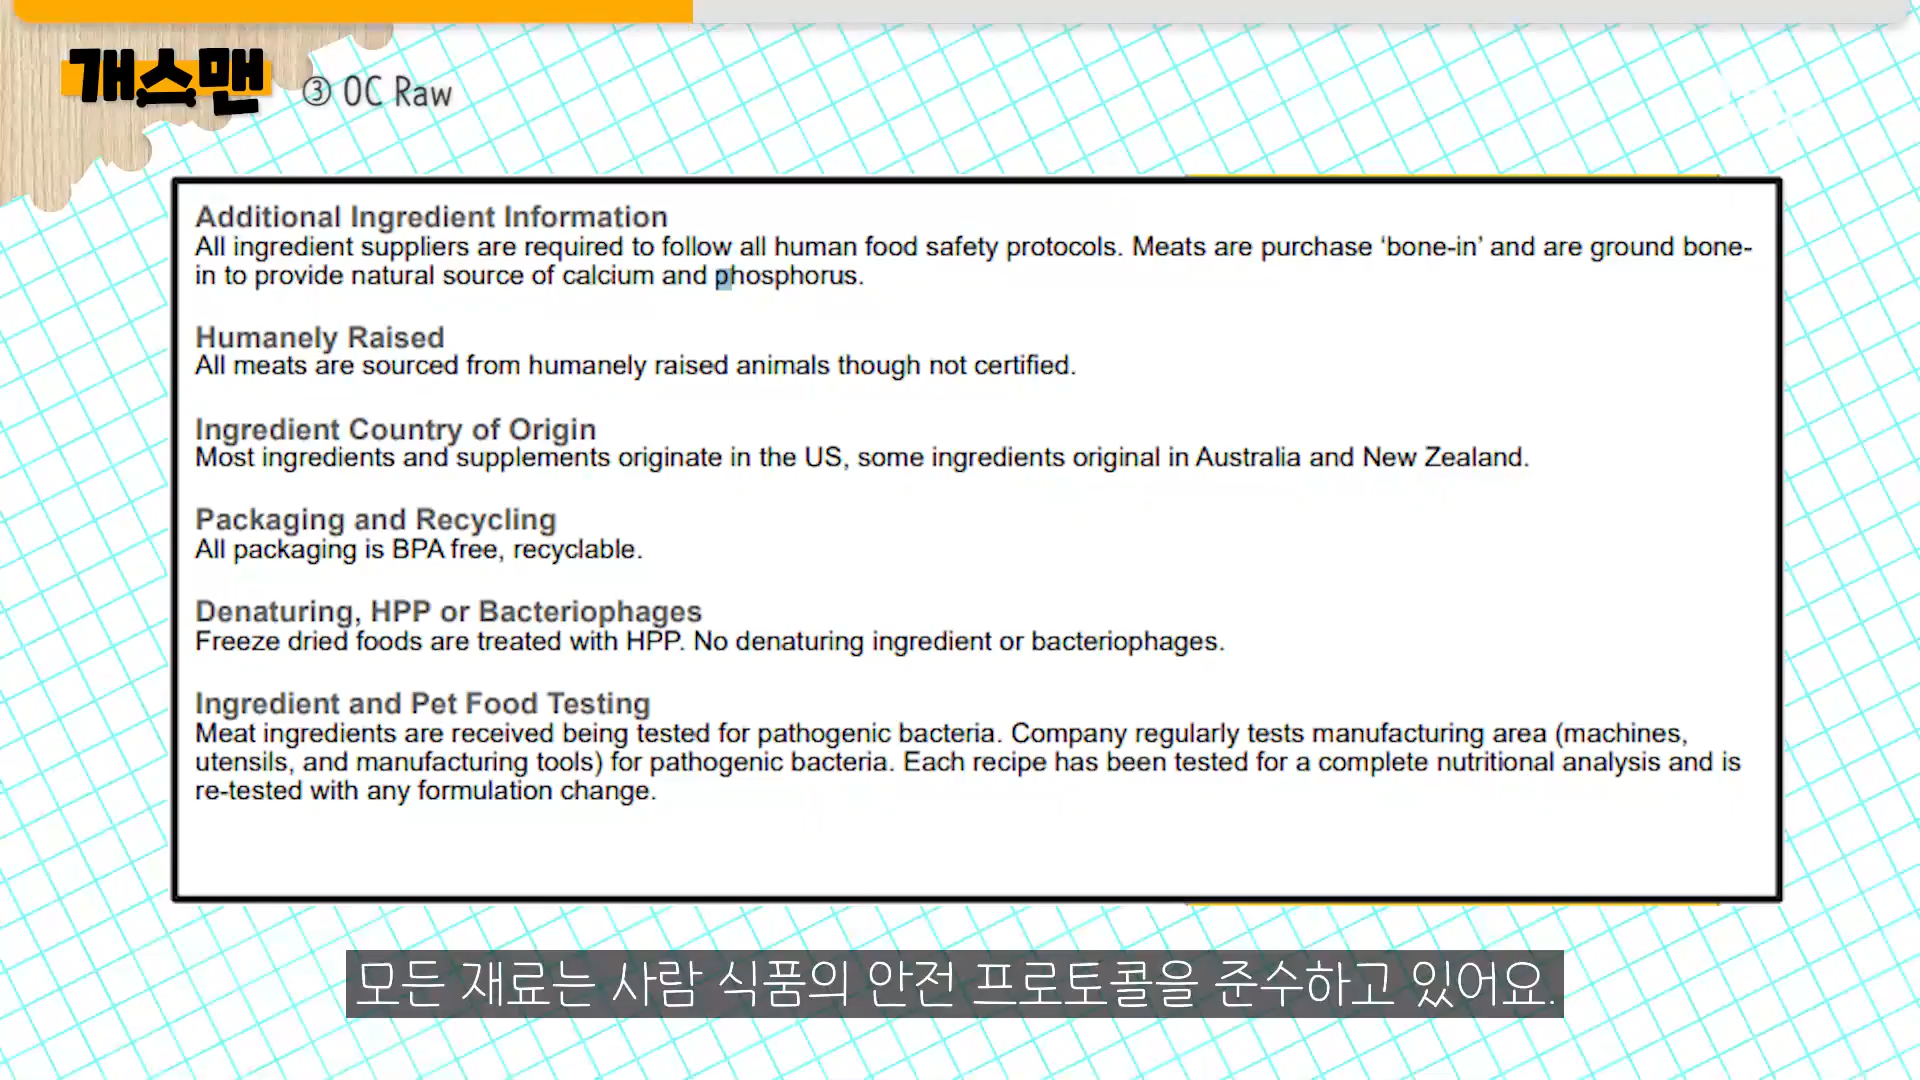 개스맨
③ OC Raw
Additional Ingredient Information
All ingredient suppliers are required to follow all human food safety protocols. Meats are purchase ‘bone-in’ and are ground bone-
in to provide natural source of calcium and phosphorus.
Humanely Raised
All meats are sourced from humanely raised animals though not certified.
Ingredient Country of Origin
Most ingredients and supplements originate in the US, some ingredients original in Australia and New Zealand.
Packaging and Recycling
All packaging is BPA free, recyclable.
Denaturing, HPP or Bacteriophages
Freeze dried foods are treated with HPP. No denaturing ingredient or bacteriophages.
Ingredient and Pet Food Testing
Meat ingredients are received being tested for pathogenic bacteria. Company regularly tests manufacturing area (machines,
utensils, and manufacturing tools) for pathogenic bacteria. Each recipe has been tested for a complete nutritional analysis and is
re-tested with any formulation change.
모든 재료는 사람 식품의 안전 프로토콜을 준수하고 있어요.